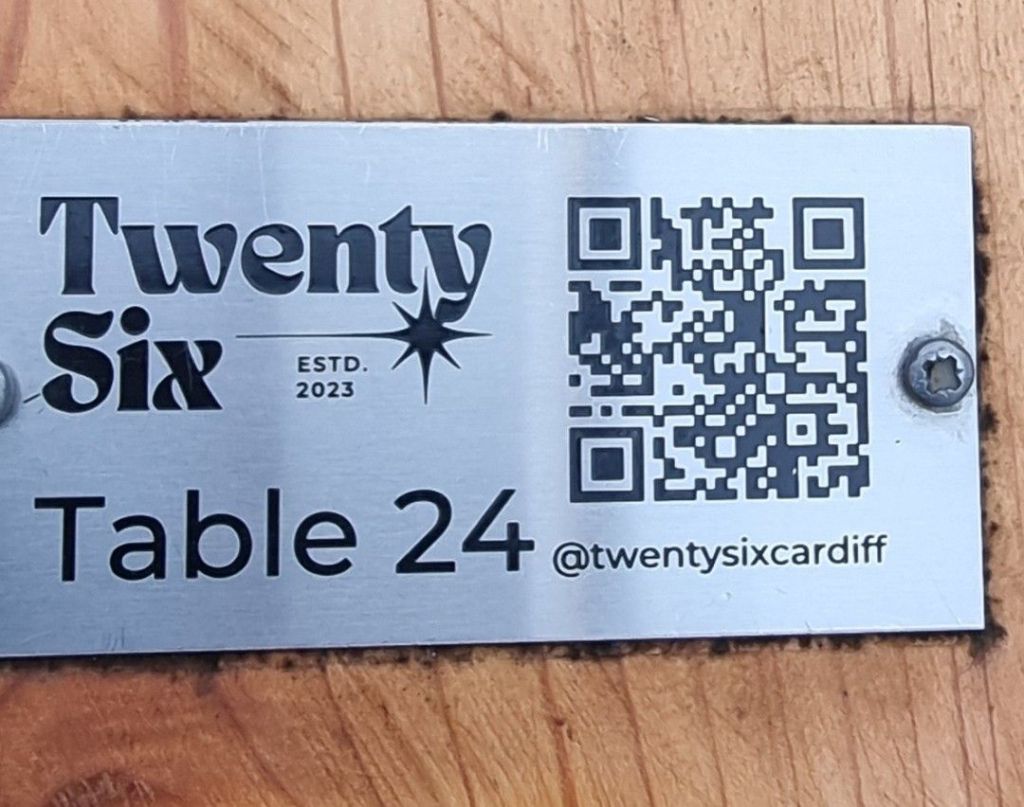 Twenty
Six
ESTD.
2023
Table 24
@twentysixcardiff